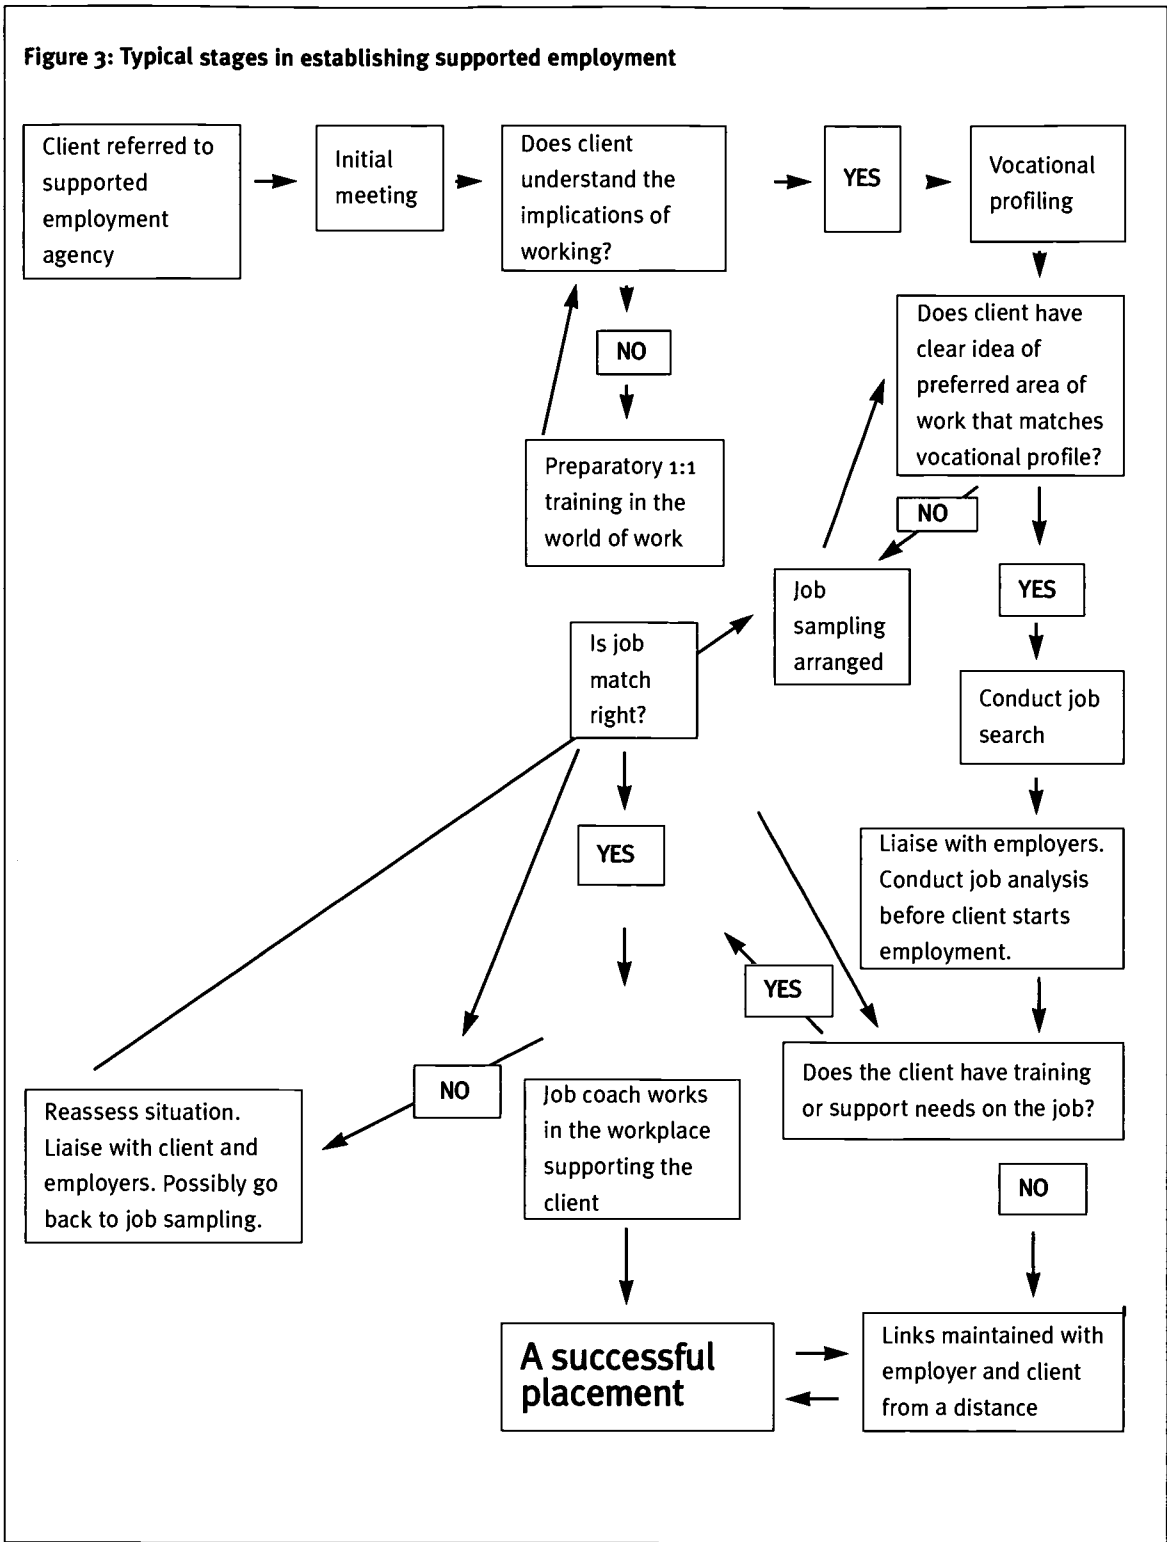 Figure 3: Typical stages in establishing supported employment
Client referred to
supported
employment
agency
Initial
meeting
Does client
understand the
implications of
working?
YES
Vocational
profiling
NO
Preparatory 1:1
training in the
world of work
Does client have
clear idea of
preferred area of
work that matches
vocational profile?
NO
YES
Job
sampling
arranged
Is job
match
right?
Conduct job
search
YES
Liaise with employers.
Conduct job analysis
before client starts
employment.
YES
Does the client have training
or support needs on the job?
NO
Reassess situation.
Liaise with client and
employers. Possibly go
back to job sampling.
Job coach works
in the workplace
supporting the
client
NO
A successful
placement
Links maintained with
employer and client
from a distance